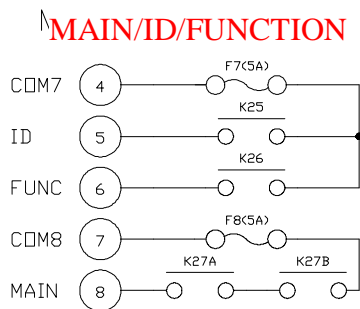 MAIN/ID/FUNCTION
F7(5A)
COM7 4
K25
ID 5
K26
FUNC 6
F8(5A)
COM8 7
K27A K27B
MAIN 8